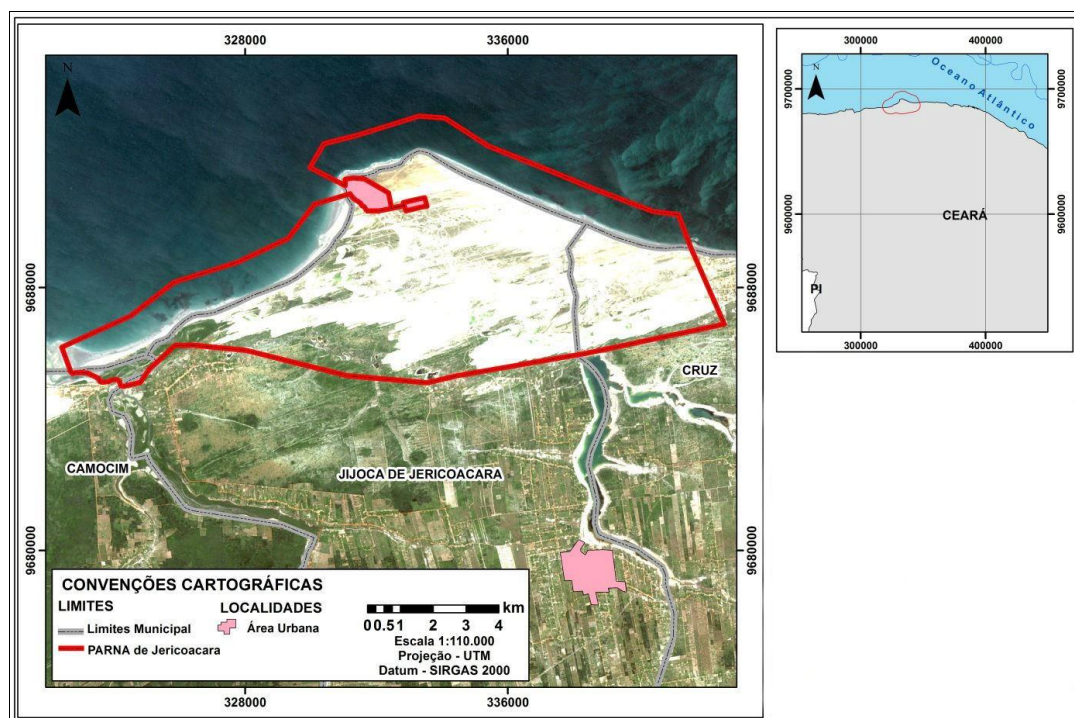 328000
336000
N
9688000
9688000
CRUZ
CAMOCIM
JIJOCA DE JERICOACARA
9680000
9680000
CONVENÇÕES CARTOGRÁFICAS
LIMITES
LOCALIDADES
Limites Municipal
Área Urbana
PARNA de Jericoacara
km
0 0.5 1 2 3 4
Escala 1:110.000
Projeção - UTM
Datum - SIRGAS 2000
328000
336000
300000
400000
N
Oceano Atlântico
9700000
9700000
CEARÁ
9600000
9600000
PI
300000
400000